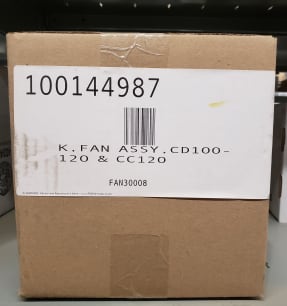 100144987
K.FAN ASSY.CD100-
120 & CC120
FAN30008